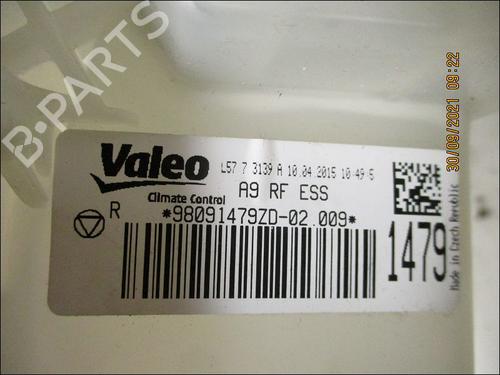 B-PARTS
30/09/2021 09:22
Valeo
L57 7 3139 A 10.04.2015 10:49:5
A9 RF ESS
Climate Control
R
*98091479ZD-02.009*
1479
Made in Czech Republic